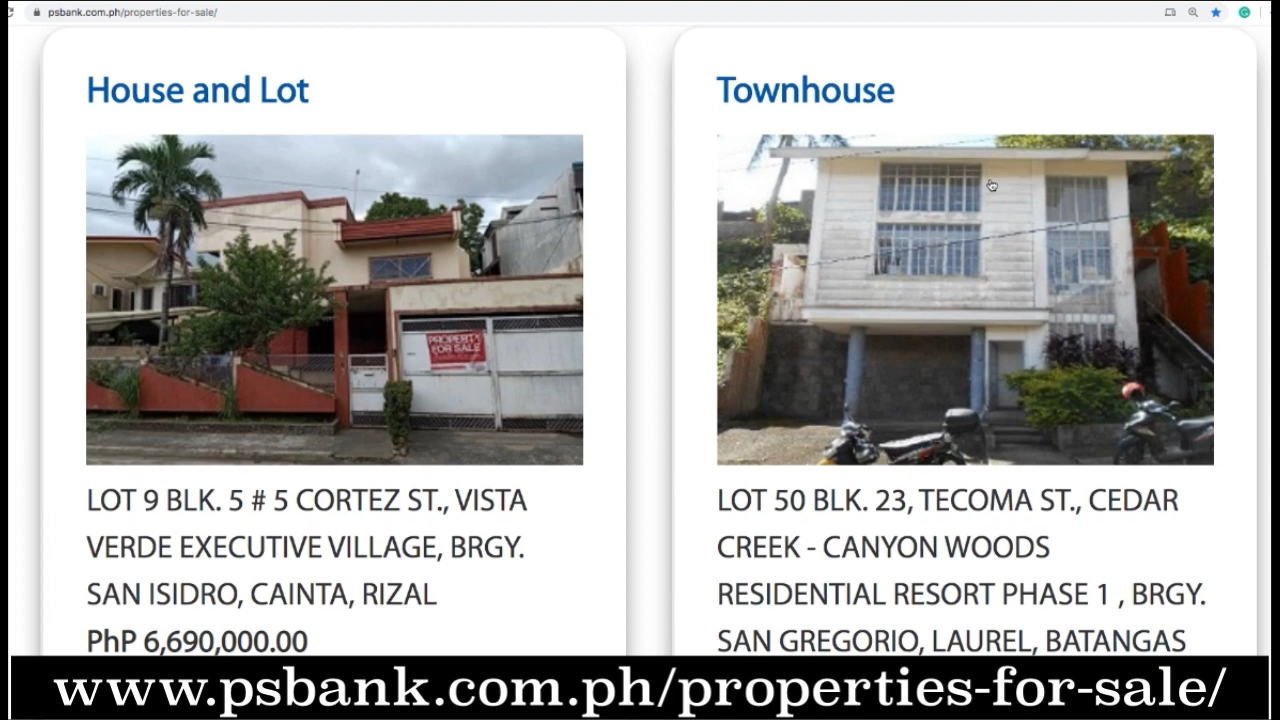 psbank.com.ph/properties-for-sale/
House and Lot
PROPERTY
FOR SALE
LOT 9 BLK. 5 # 5 CORTEZ ST., VISTA
VERDE EXECUTIVE VILLAGE, BRGY.
SAN ISIDRO, CAINTA, RIZAL
PhP 6,690,000.00
Townhouse
LOT 50 BLK. 23, TECOMA ST., CEDAR
CREEK - CANYON WOODS
RESIDENTIAL RESORT PHASE 1 , BRGY.
SAN GREGORIO, LAUREL, BATANGAS
www.psbank.com.ph/properties-for-sale/